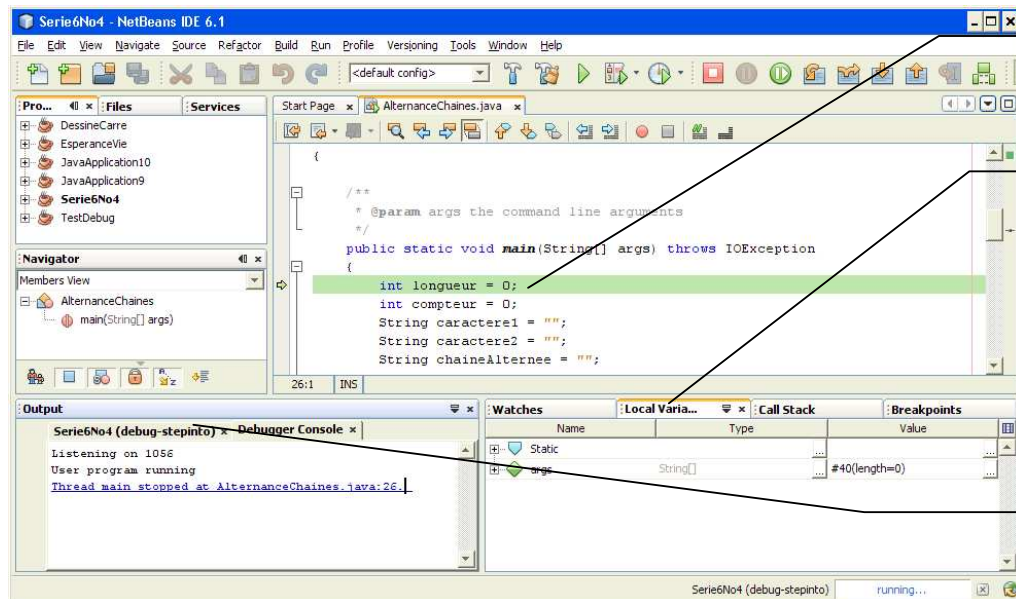 Serie6No4 - NetBeans IDE 6.1
File Edit View Navigate Source Refactor Build Run Profile Versioning Tools Window Help
<default config>
Pro... Files Services
DessineCarre
EsperanceVie
JavaApplication10
JavaApplication9
Serie6No4
TestDebug
Navigator
Members View
AlternanceChaines
main(String[] args)
Start Page AlternanceChaines.java
{
/**
* @param args the command line arguments
*/
public static void main(String[] args) throws IOException
{
int longueur = 0;
int compteur = 0;
String caractere1 = "";
String caractere2 = "";
String chaineAlternee = "";
26:1 INS
Output
Serie6No4 (debug-stepinto) Debugger Console
Listening on 1056
User program running
Thread main stopped at AlternanceChaines.java:26.
Watches Local Varia... Call Stack Breakpoints
Name Type Value
Static ... ...
args String[] ... #40(length=0) ...
Serie6No4 (debug-stepinto) running...